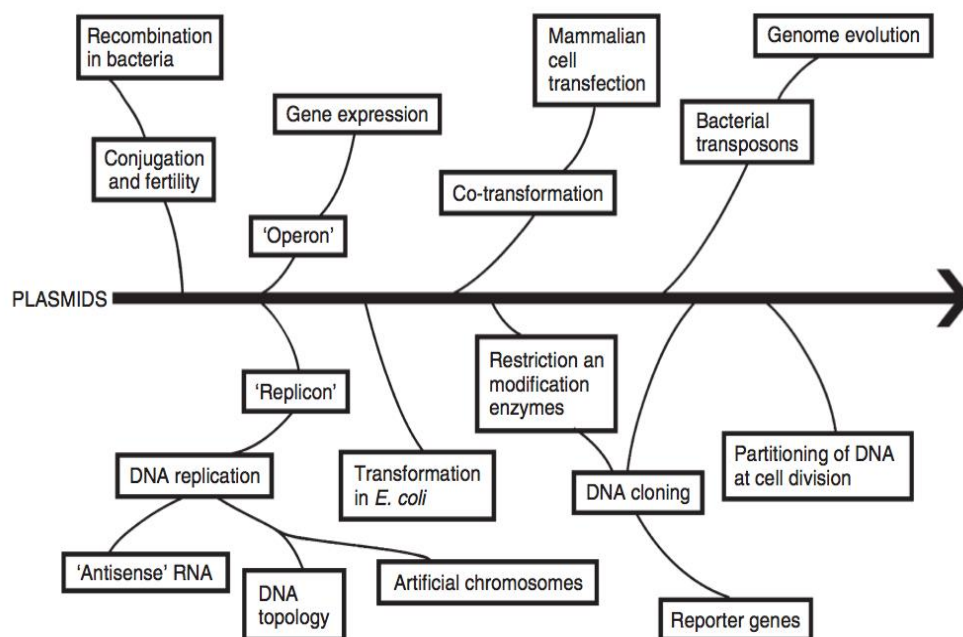 Recombination
in bacteria
Conjugation
and fertility
Gene expression
‘Operon’
Mammalian
cell
transfection
Co-transformation
Genome evolution
Bacterial
transposons
PLASMIDS
‘Replicon’
DNA replication
‘Antisense’ RNA
DNA
topology
Artificial chromosomes
Transformation
in E. coli
Restriction an
modification
enzymes
DNA cloning
Reporter genes
Partitioning of DNA
at cell division